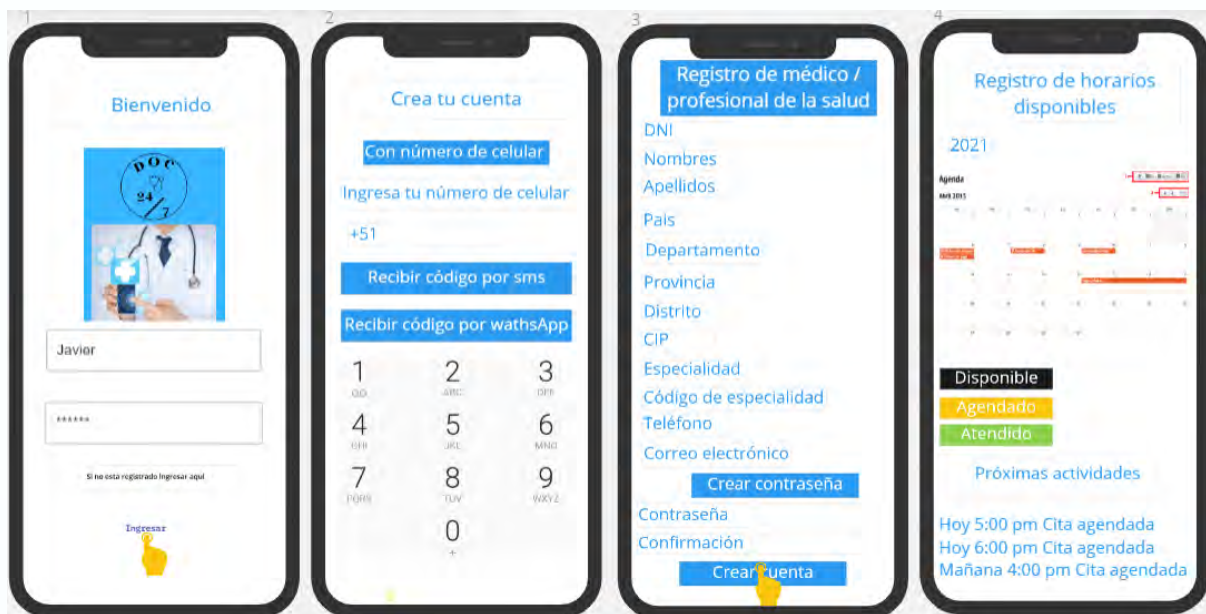 1
Bienvenido
DOC
24/7
Javier
******
Si no esta registrado Ingresar aquí
Ingresar
2
Crea tu cuenta
Con número de celular
Ingresa tu número de celular
+51
Recibir código por sms
Recibir código por wathsApp
1
2
3
ABC
DEF
4
5
6
GHI
JKL
MNO
7
8
9
PQRS
TUV
WXYZ
0
+
3
Registro de médico /
profesional de la salud
DNI
Nombres
Apellidos
Pais
Departamento
Provincia
Distrito
CIP
Especialidad
Código de especialidad
Teléfono
Correo electrónico
Crear contraseña
Contraseña
Confirmación
Crear cuenta
4
Registro de horarios
disponibles
2021
Agenda
Abril 2015
Disponible
Agendado
Atendido
Próximas actividades
Hoy 5:00 pm Cita agendada
Hoy 6:00 pm Cita agendada
Mañana 4:00 pm Cita agendada